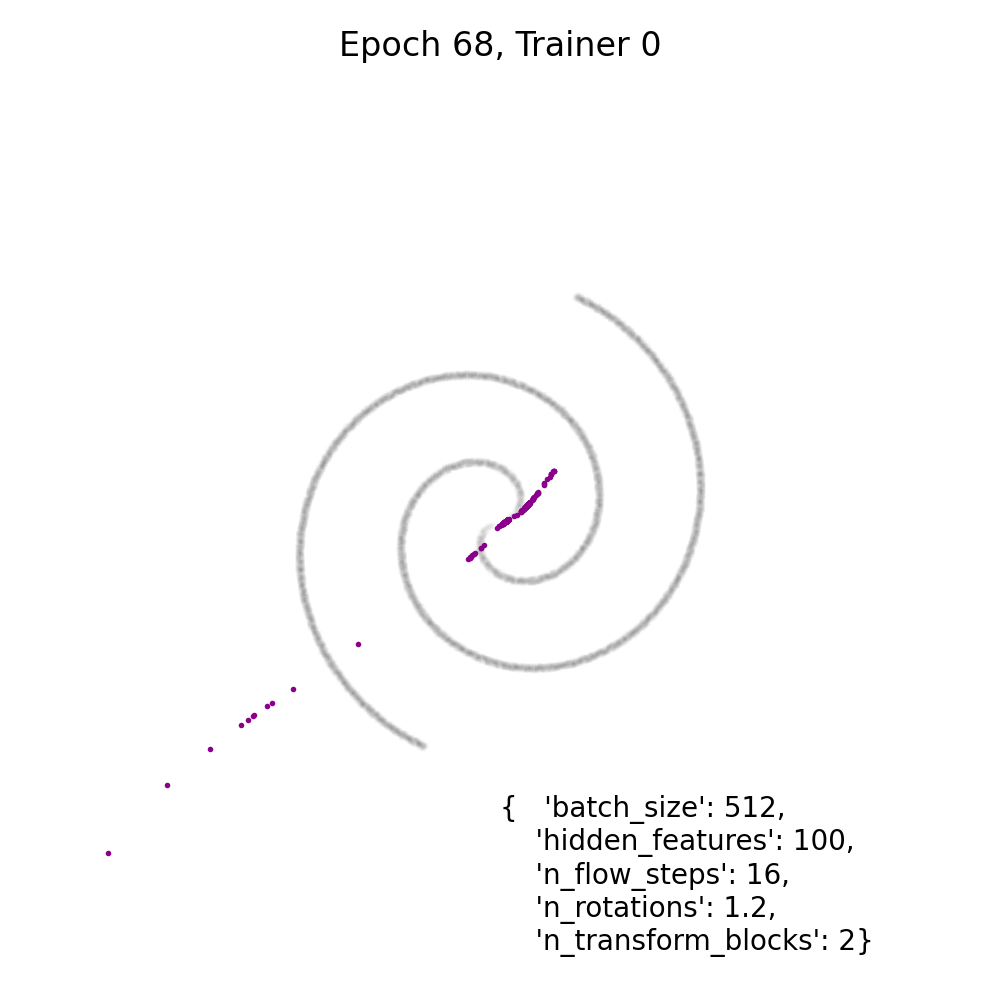 Epoch 68, Trainer 0
{   'batch_size': 512,
    'hidden_features': 100,
    'n_flow_steps': 16,
    'n_rotations': 1.2,
    'n_transform_blocks': 2}